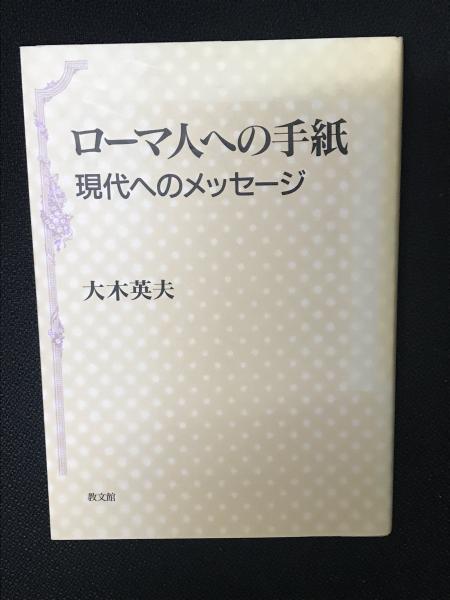 ローマ人への手紙
現代へのメッセージ
大木英夫
教文館